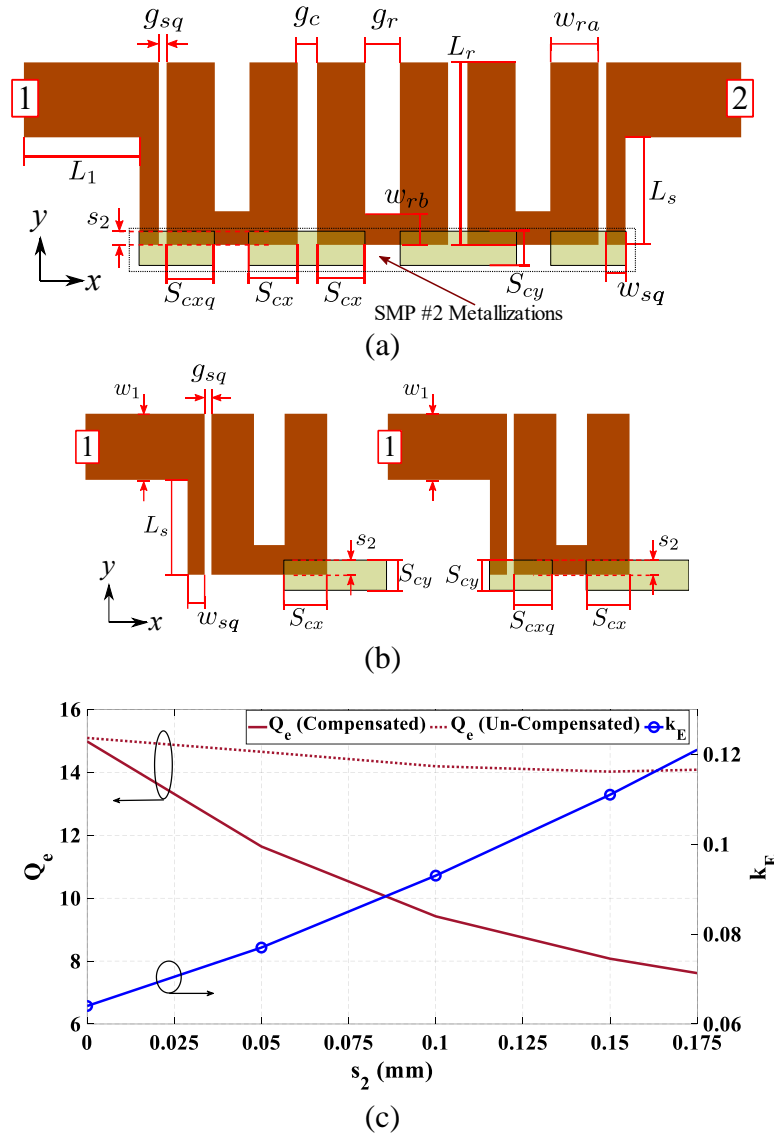 g_sq g_c g_r L_r w_ra
1 2
L_1 L_s
w_rb
s_2
y
x
S_cxq S_cx S_cx S_cy w_sq
SMP #2 Metallizations
(a)
g_sq
w_1 w_1
1 1
L_s
s_2 s_2
S_cy S_cy
y
x
w_sq S_cx S_cxq S_cx
(b)
Q_e (Compensated) Q_e (Un-Compensated) k_E
16
14
12
10
8
6
Q_e
0.12
0.1
0.08
0.06
k_E
0 0.025 0.05 0.075 0.1 0.125 0.15 0.175
s_2 (mm)
(c)